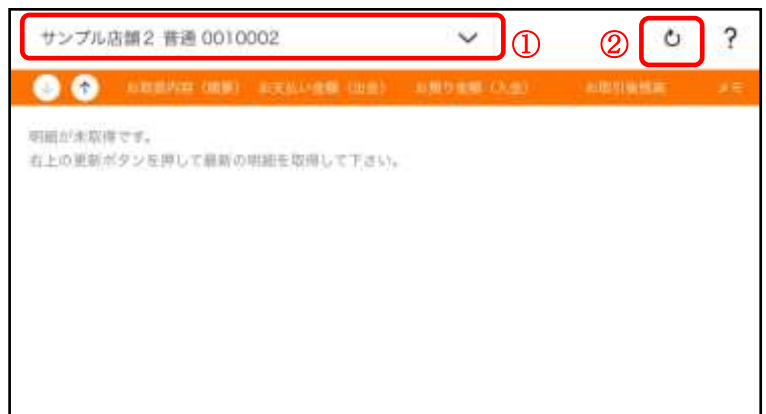 サンプル店舗2 普通 0010002
①
②
?
お取扱内容(摘要) お支払い金額(出金) お預り金額(入金) お取引後残高 メモ
明細が未取得です。
右上の更新ボタンを押して最新の明細を取得して下さい。